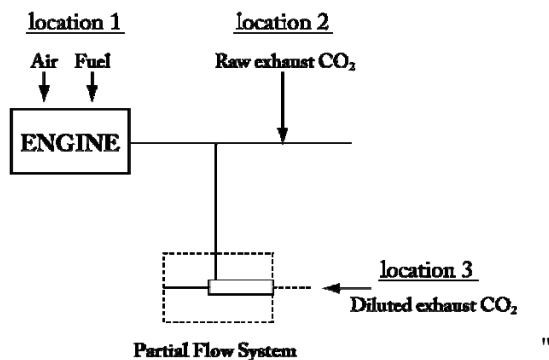 location 1
location 2
Air Fuel
Raw exhaust CO₂
ENGINE
location 3
Diluted exhaust CO₂
Partial Flow System
"